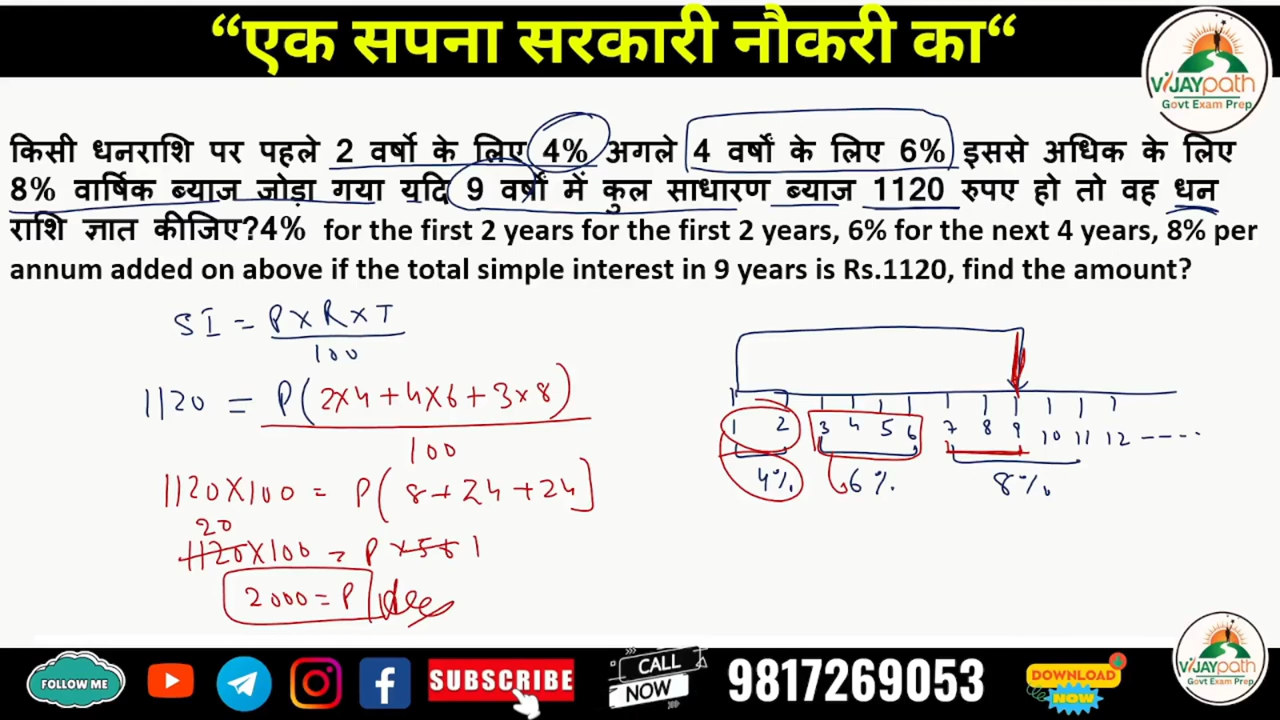 “एक सपना सरकारी नौकरी का“
VIJAYpath
Govt Exam Prep
किसी धनराशि पर पहले 2 वर्षो के लिए 4% अगले 4 वर्षों के लिए 6% इससे अधिक के लिए
8% वार्षिक ब्याज जोड़ा गया यदि 9 वर्षों में कुल साधारण ब्याज 1120 रुपए हो तो वह धन
राशि ज्ञात कीजिए?4% for the first 2 years for the first 2 years, 6% for the next 4 years, 8% per
annum added on above if the total simple interest in 9 years is Rs.1120, find the amount?
SI = P×R×T
100
1120 = P(2×4+4×6+3×8)
100
1120×100 = P(8+24+24]
20
1120×100 = P×56 1
2000 = P
1 2 3 4 5 6 7 8 9 10 11 12 ----
4% 6% 8%
FOLLOW ME
SUBSCRIBE
CALL
NOW
9817269053
DOWNLOAD
NOW
VIJAYpath
Govt Exam Prep